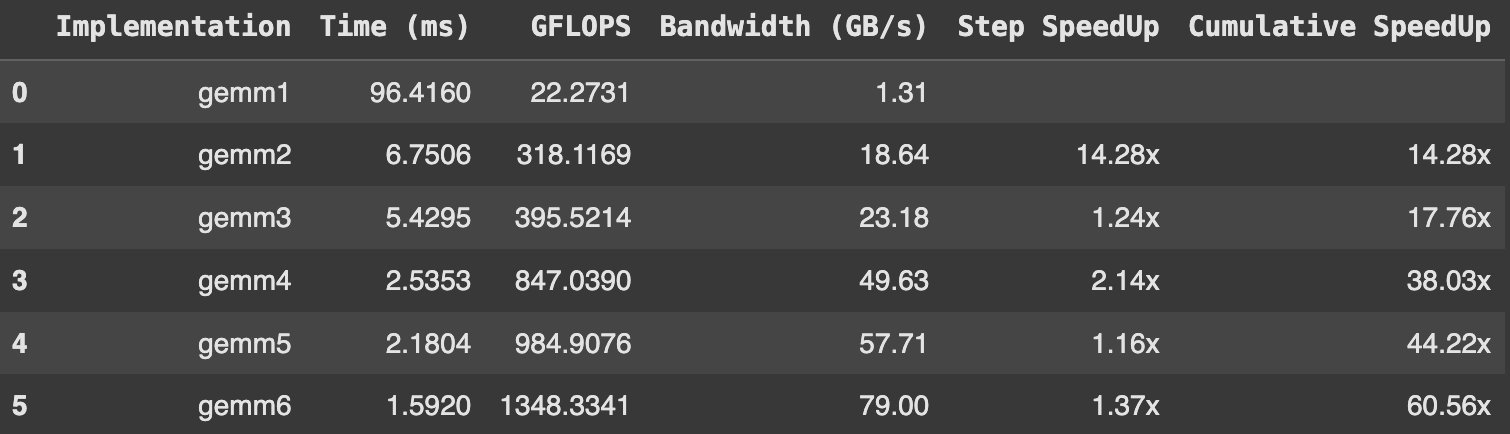 Implementation Time (ms) GFLOPS Bandwidth (GB/s) Step SpeedUp Cumulative SpeedUp
0 gemm1 96.4160 22.2731 1.31
1 gemm2 6.7506 318.1169 18.64 14.28x 14.28x
2 gemm3 5.4295 395.5214 23.18 1.24x 17.76x
3 gemm4 2.5353 847.0390 49.63 2.14x 38.03x
4 gemm5 2.1804 984.9076 57.71 1.16x 44.22x
5 gemm6 1.5920 1348.3341 79.00 1.37x 60.56x